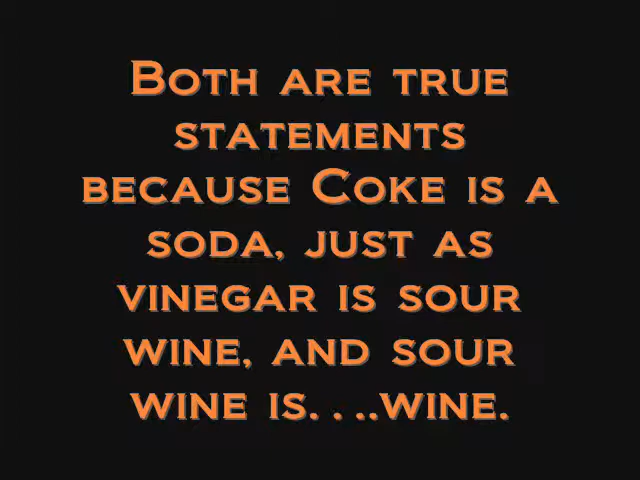 Both are true
statements
because Coke is a
soda, just as
vinegar is sour
wine, and sour
wine is. . ..wine.